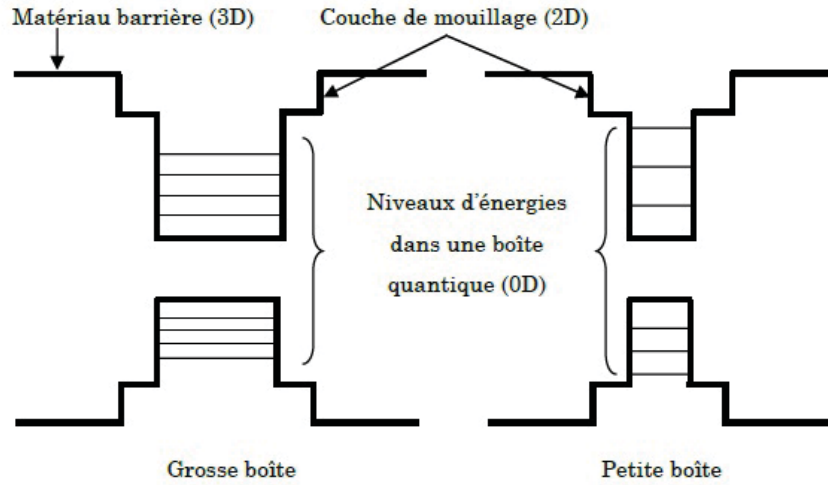 Matériau barrière (3D)
Couche de mouillage (2D)
Niveaux d'énergies
dans une boîte
quantique (0D)
Grosse boîte
Petite boîte